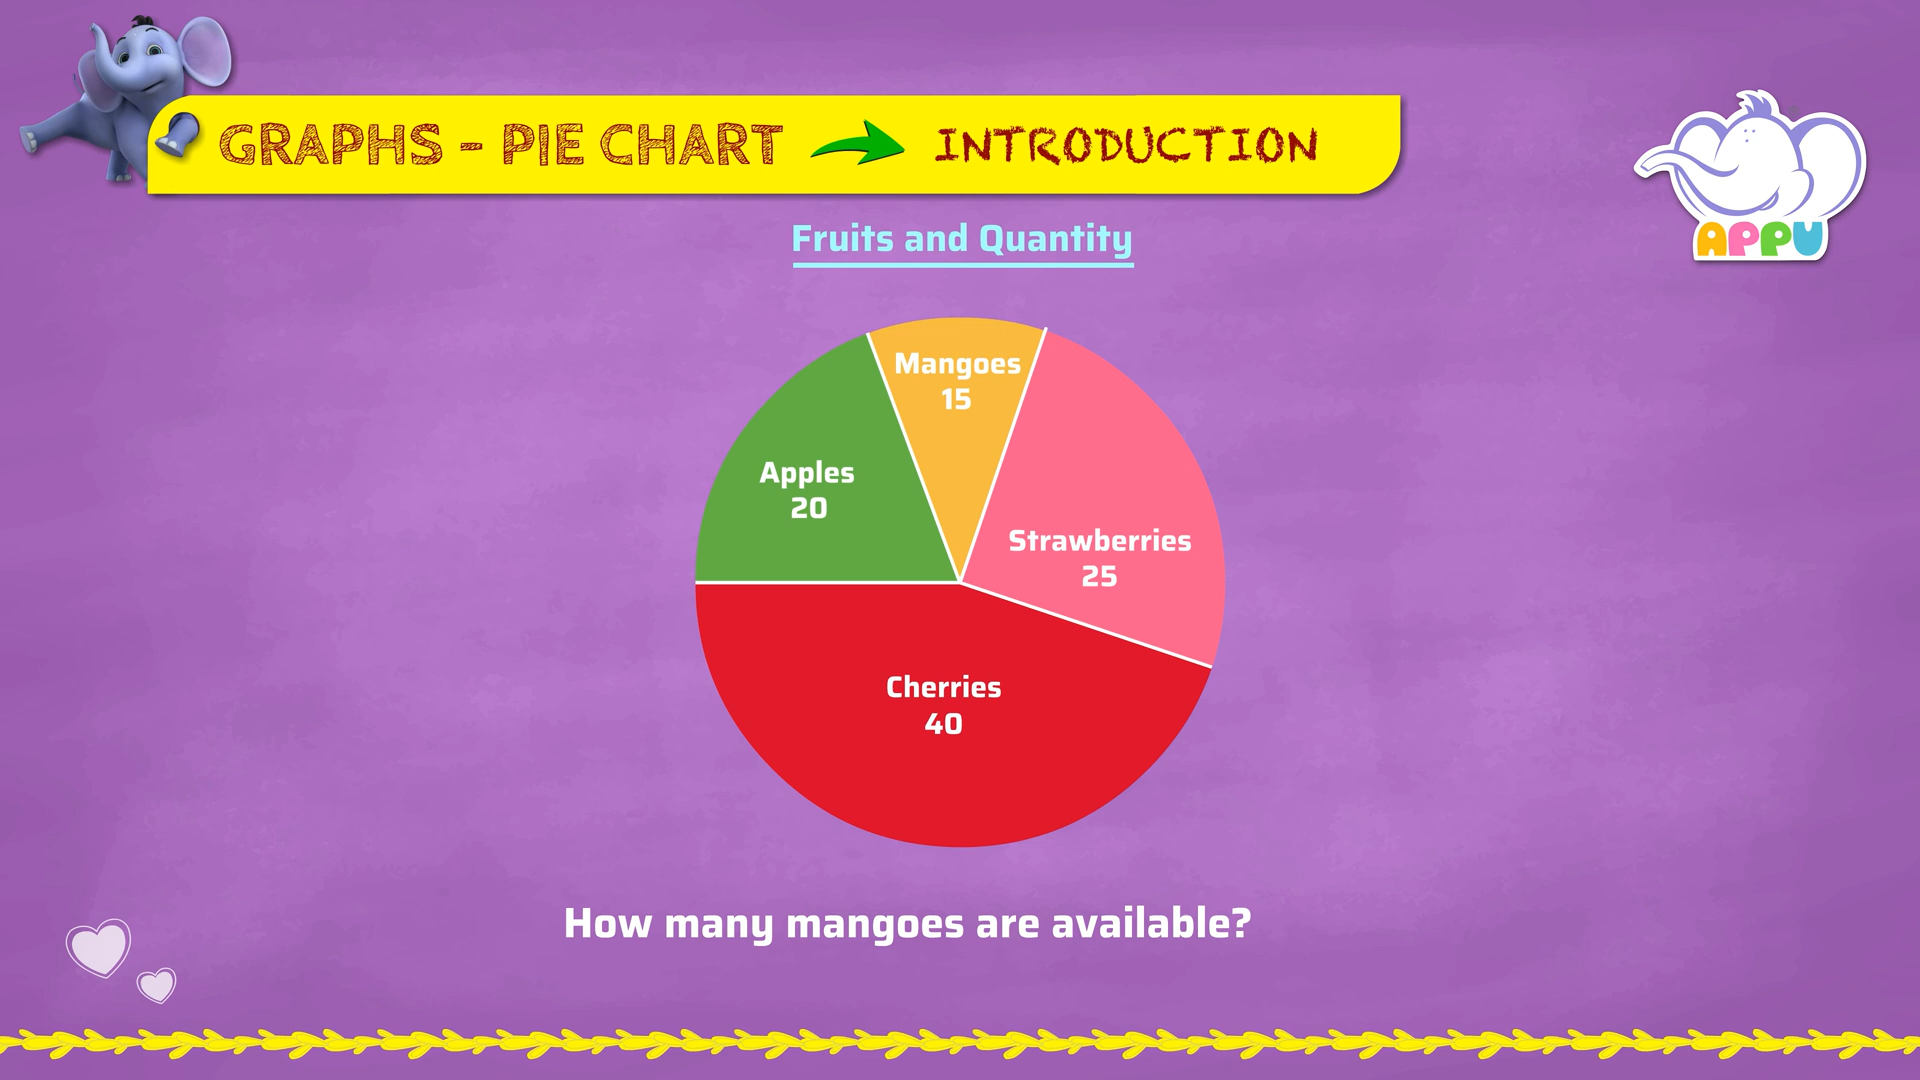 GRAPHS - PIE CHART INTRODUCTION
APPU
Fruits and Quantity
Mangoes
15
Apples
20
Strawberries
25
Cherries
40
How many mangoes are available?